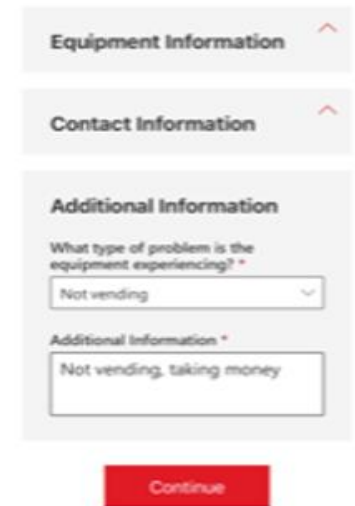 Equipment Information
Contact Information
Additional Information
What type of problem is the
equipment experiencing? *
Not vending
Additional Information *
Not vending, taking money
Continue